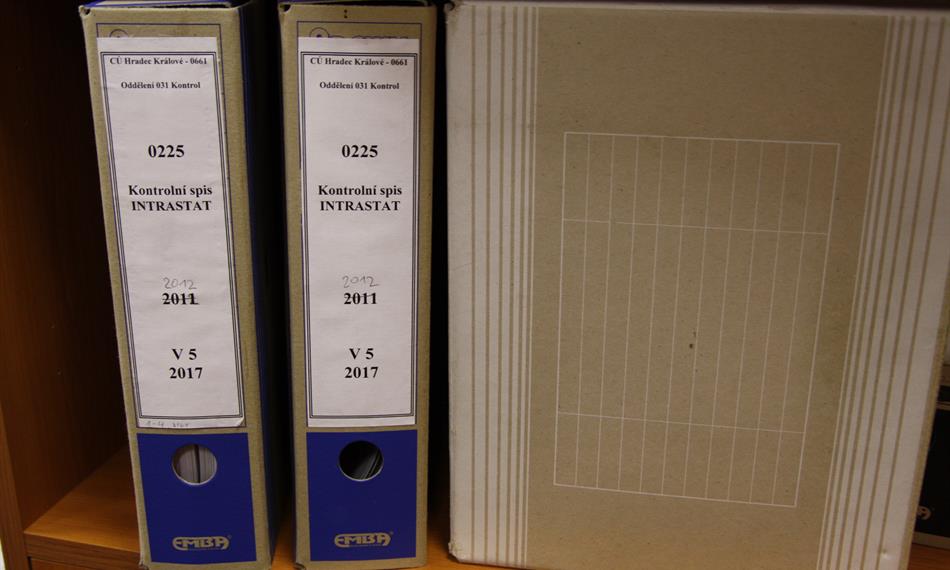 CÚ Hradec Králové - 0661
Oddělení 031 Kontrol
0225
Kontrolní spis
INTRASTAT
2012
2011
V 5
2017
EMBA
CÚ Hradec Králové - 0661
Oddělení 031 Kontrol
0225
Kontrolní spis
INTRASTAT
2012
2011
V 5
2017
EMBA